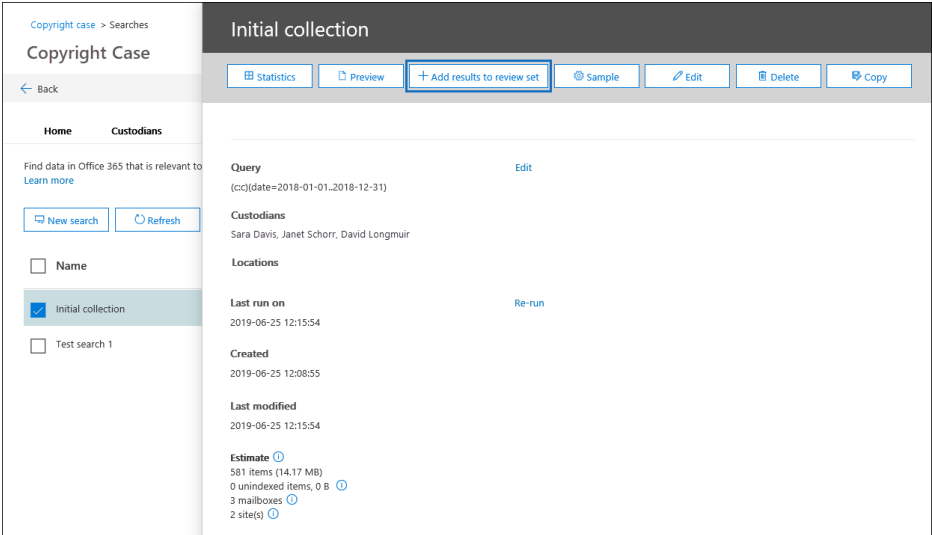 Copyright case > Searches
Copyright Case
Back
Home Custodians
Find data in Office 365 that is relevant to
Learn more
New search Refresh
Name
Initial collection
Test search 1
Initial collection
Statistics Preview + Add results to review set Sample Edit Delete Copy
Query Edit
(c:c)(date=2018-01-01..2018-12-31)
Custodians
Sara Davis, Janet Schorr, David Longmuir
Locations
Last run on Re-run
2019-06-25 12:15:54
Created
2019-06-25 12:08:55
Last modified
2019-06-25 12:15:54
Estimate
581 items (14.17 MB)
0 unindexed items, 0 B
3 mailboxes
2 site(s)